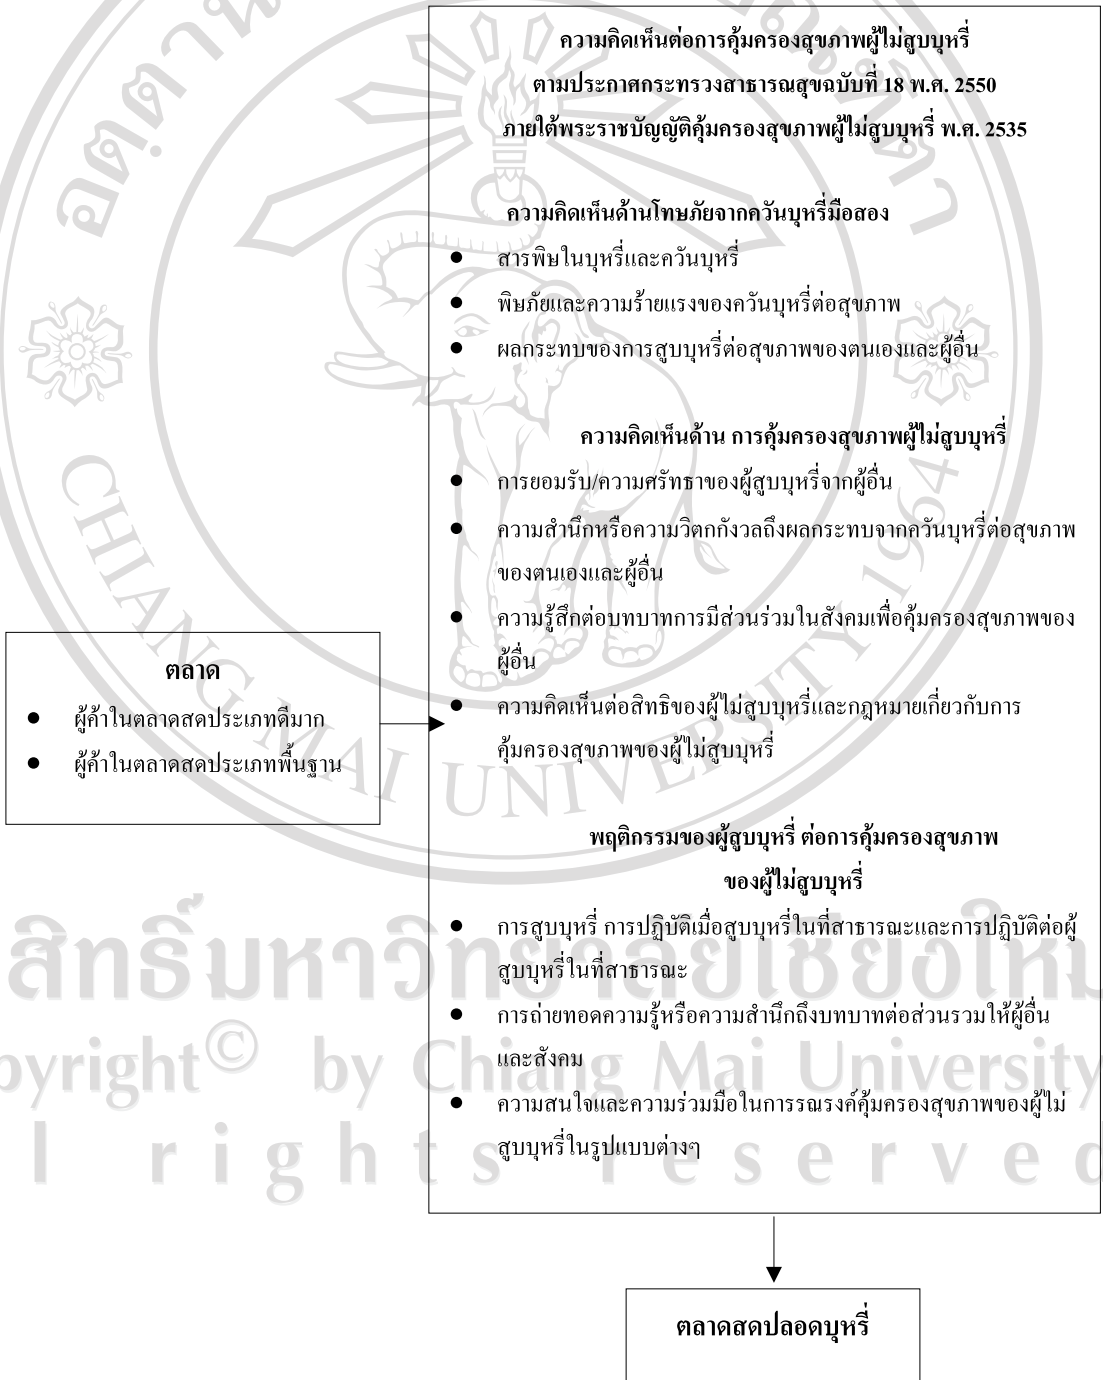 ความคิดเห็นต่อการคุ้มครองสุขภาพผู้ไม่สูบบุหรี่
ตามประกาศกระทรวงสาธารณสุขฉบับที่ 18 พ.ศ. 2550
ภายใต้พระราชบัญญัติคุ้มครองสุขภาพผู้ไม่สูบบุหรี่ พ.ศ. 2535
ความคิดเห็นด้านโทษภัยจากควันบุหรี่มือสอง
● สารพิษในบุหรี่และควันบุหรี่
● พิษภัยและความร้ายแรงของควันบุหรี่ต่อสุขภาพ
● ผลกระทบของการสูบบุหรี่ต่อสุขภาพของตนเองและผู้อื่น
ความคิดเห็นด้าน การคุ้มครองสุขภาพผู้ไม่สูบบุหรี่
● การยอมรับ/ความศรัทธาของผู้สูบบุหรี่จากผู้อื่น
● ความสำนึกหรือความวิตกกังวลถึงผลกระทบจากควันบุหรี่ต่อสุขภาพ
ของตนเองและผู้อื่น
● ความรู้สึกต่อบทบาทการมีส่วนร่วมในสังคมเพื่อคุ้มครองสุขภาพของ
ผู้อื่น
● ความคิดเห็นต่อสิทธิของผู้ไม่สูบบุหรี่และกฎหมายเกี่ยวกับการ
คุ้มครองสุขภาพของผู้ไม่สูบบุหรี่
พฤติกรรมของผู้สูบบุหรี่ ต่อการคุ้มครองสุขภาพ
ของผู้ไม่สูบบุหรี่
● การสูบบุหรี่ การปฏิบัติเมื่อสูบบุหรี่ในที่สาธารณะและการปฏิบัติต่อผู้
สูบบุหรี่ในที่สาธารณะ
● การถ่ายทอดความรู้หรือความสำนึกถึงบทบาทต่อส่วนรวมให้ผู้อื่น
และสังคม
● ความสนใจและความร่วมมือในการรณรงค์คุ้มครองสุขภาพของผู้ไม่
สูบบุหรี่ในรูปแบบต่างๆ
ตลาด
● ผู้ค้าในตลาดสดประเภทดีมาก
● ผู้ค้าในตลาดสดประเภทพื้นฐาน
ตลาดสดปลอดบุหรี่
CHIANG MAI UNIVERSITY 1964
สิทธิ์มหาวิทยาลัยเชียงให
pyright© by Chiang Mai University
l rights reserved